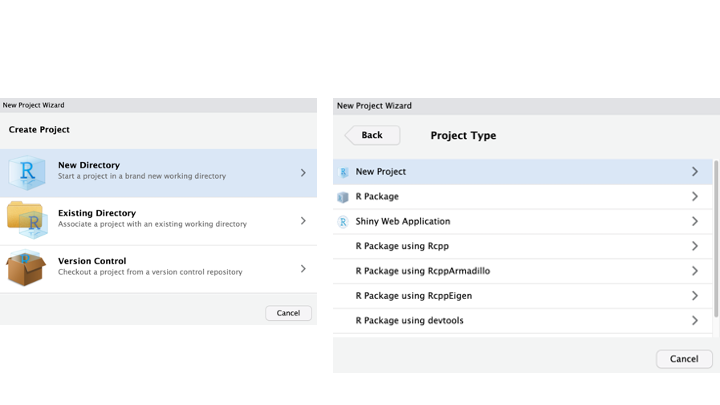 New Project Wizard
Create Project
New Directory
Start a project in a brand new working directory
Existing Directory
Associate a project with an existing working directory
Version Control
Checkout a project from a version control repository
Cancel
New Project Wizard
Back
Project Type
New Project
R Package
Shiny Web Application
R Package using Rcpp
R Package using RcppArmadillo
R Package using RcppEigen
R Package using devtools
Cancel